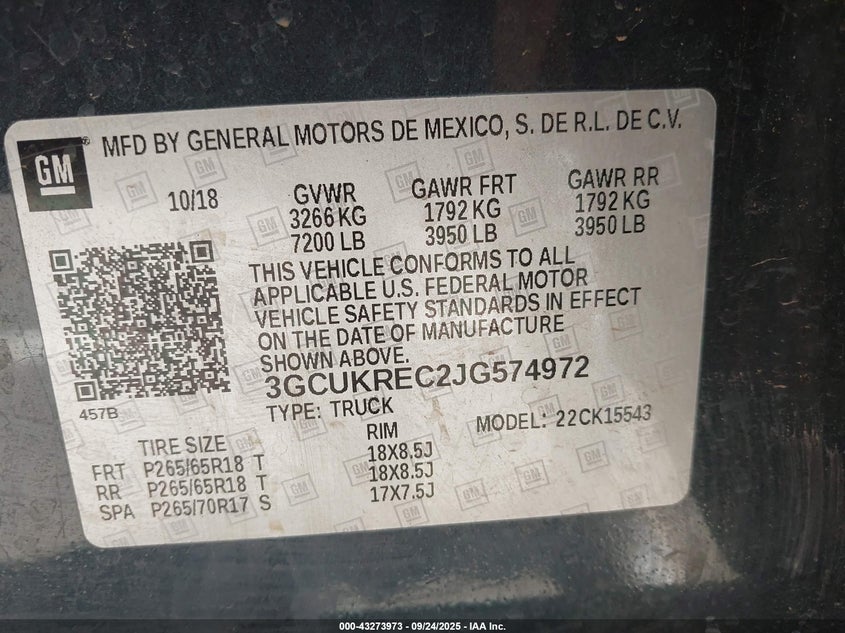 GM
MFD BY GENERAL MOTORS DE MEXICO, S. DE R.L. DE C.V.
10/18 GVWR GAWR FRT GAWR RR
3266 KG 1792 KG 1792 KG
7200 LB 3950 LB 3950 LB
THIS VEHICLE CONFORMS TO ALL
APPLICABLE U.S. FEDERAL MOTOR
VEHICLE SAFETY STANDARDS IN EFFECT
ON THE DATE OF MANUFACTURE
SHOWN ABOVE.
3GCUKREC2JG574972
457B
TYPE: TRUCK MODEL: 22CK15543
TIRE SIZE RIM
FRT P265/65R18 T 18X8.5J
RR P265/65R18 T 18X8.5J
SPA P265/70R17 S 17X7.5J
000-43273973 - 09/24/2025 - IAA Inc.